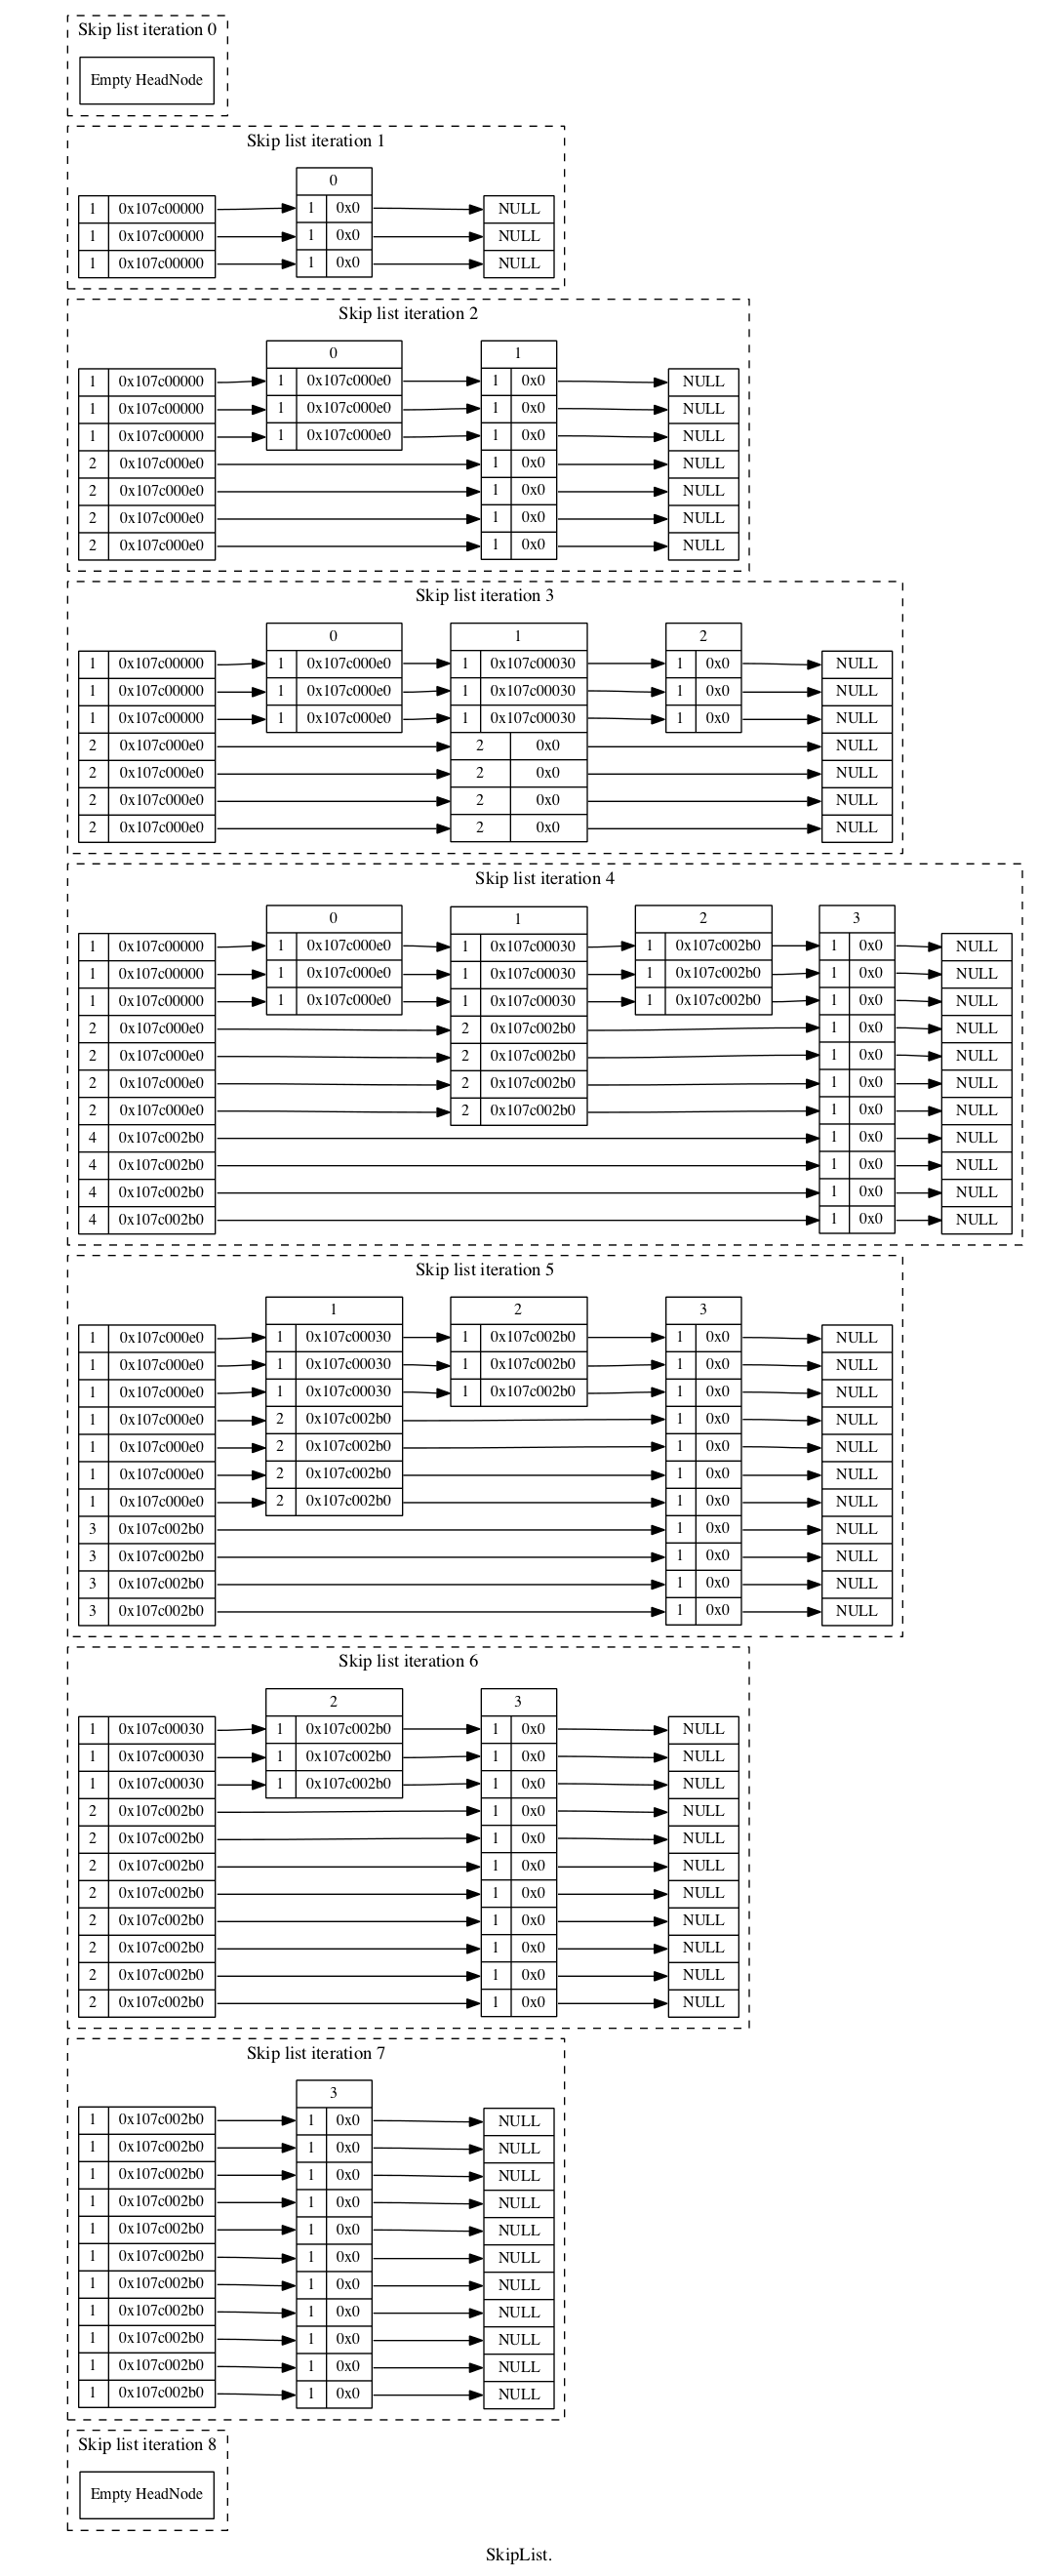 Skip list iteration 0
Empty HeadNode
Skip list iteration 1
0
1 0x107c00000 1 0x0 NULL
1 0x107c00000 1 0x0 NULL
1 0x107c00000 1 0x0 NULL
Skip list iteration 2
0 1
1 0x107c00000 1 0x107c000e0 1 0x0 NULL
1 0x107c00000 1 0x107c000e0 1 0x0 NULL
1 0x107c00000 1 0x107c000e0 1 0x0 NULL
2 0x107c000e0 1 0x0 NULL
2 0x107c000e0 1 0x0 NULL
2 0x107c000e0 1 0x0 NULL
2 0x107c000e0 1 0x0 NULL
Skip list iteration 3
0 1 2
1 0x107c00000 1 0x107c000e0 1 0x107c00030 1 0x0 NULL
1 0x107c00000 1 0x107c000e0 1 0x107c00030 1 0x0 NULL
1 0x107c00000 1 0x107c000e0 1 0x107c00030 1 0x0 NULL
2 0x107c000e0 2 0x0 NULL
2 0x107c000e0 2 0x0 NULL
2 0x107c000e0 2 0x0 NULL
2 0x107c000e0 2 0x0 NULL
Skip list iteration 4
0 1 2 3
1 0x107c00000 1 0x107c000e0 1 0x107c00030 1 0x107c002b0 1 0x0 NULL
1 0x107c00000 1 0x107c000e0 1 0x107c00030 1 0x107c002b0 1 0x0 NULL
1 0x107c00000 1 0x107c000e0 1 0x107c00030 1 0x107c002b0 1 0x0 NULL
2 0x107c000e0 2 0x107c002b0 1 0x0 NULL
2 0x107c000e0 2 0x107c002b0 1 0x0 NULL
2 0x107c000e0 2 0x107c002b0 1 0x0 NULL
2 0x107c000e0 2 0x107c002b0 1 0x0 NULL
4 0x107c002b0 1 0x0 NULL
4 0x107c002b0 1 0x0 NULL
4 0x107c002b0 1 0x0 NULL
4 0x107c002b0 1 0x0 NULL
Skip list iteration 5
1 2 3
1 0x107c000e0 1 0x107c00030 1 0x107c002b0 1 0x0 NULL
1 0x107c000e0 1 0x107c00030 1 0x107c002b0 1 0x0 NULL
1 0x107c000e0 1 0x107c00030 1 0x107c002b0 1 0x0 NULL
1 0x107c000e0 2 0x107c002b0 1 0x0 NULL
1 0x107c000e0 2 0x107c002b0 1 0x0 NULL
1 0x107c000e0 2 0x107c002b0 1 0x0 NULL
1 0x107c000e0 2 0x107c002b0 1 0x0 NULL
3 0x107c002b0 1 0x0 NULL
3 0x107c002b0 1 0x0 NULL
3 0x107c002b0 1 0x0 NULL
3 0x107c002b0 1 0x0 NULL
Skip list iteration 6
2 3
1 0x107c00030 1 0x107c002b0 1 0x0 NULL
1 0x107c00030 1 0x107c002b0 1 0x0 NULL
1 0x107c00030 1 0x107c002b0 1 0x0 NULL
2 0x107c002b0 1 0x0 NULL
2 0x107c002b0 1 0x0 NULL
2 0x107c002b0 1 0x0 NULL
2 0x107c002b0 1 0x0 NULL
2 0x107c002b0 1 0x0 NULL
2 0x107c002b0 1 0x0 NULL
2 0x107c002b0 1 0x0 NULL
2 0x107c002b0 1 0x0 NULL
Skip list iteration 7
3
1 0x107c002b0 1 0x0 NULL
1 0x107c002b0 1 0x0 NULL
1 0x107c002b0 1 0x0 NULL
1 0x107c002b0 1 0x0 NULL
1 0x107c002b0 1 0x0 NULL
1 0x107c002b0 1 0x0 NULL
1 0x107c002b0 1 0x0 NULL
1 0x107c002b0 1 0x0 NULL
1 0x107c002b0 1 0x0 NULL
1 0x107c002b0 1 0x0 NULL
1 0x107c002b0 1 0x0 NULL
Skip list iteration 8
Empty HeadNode
SkipList.